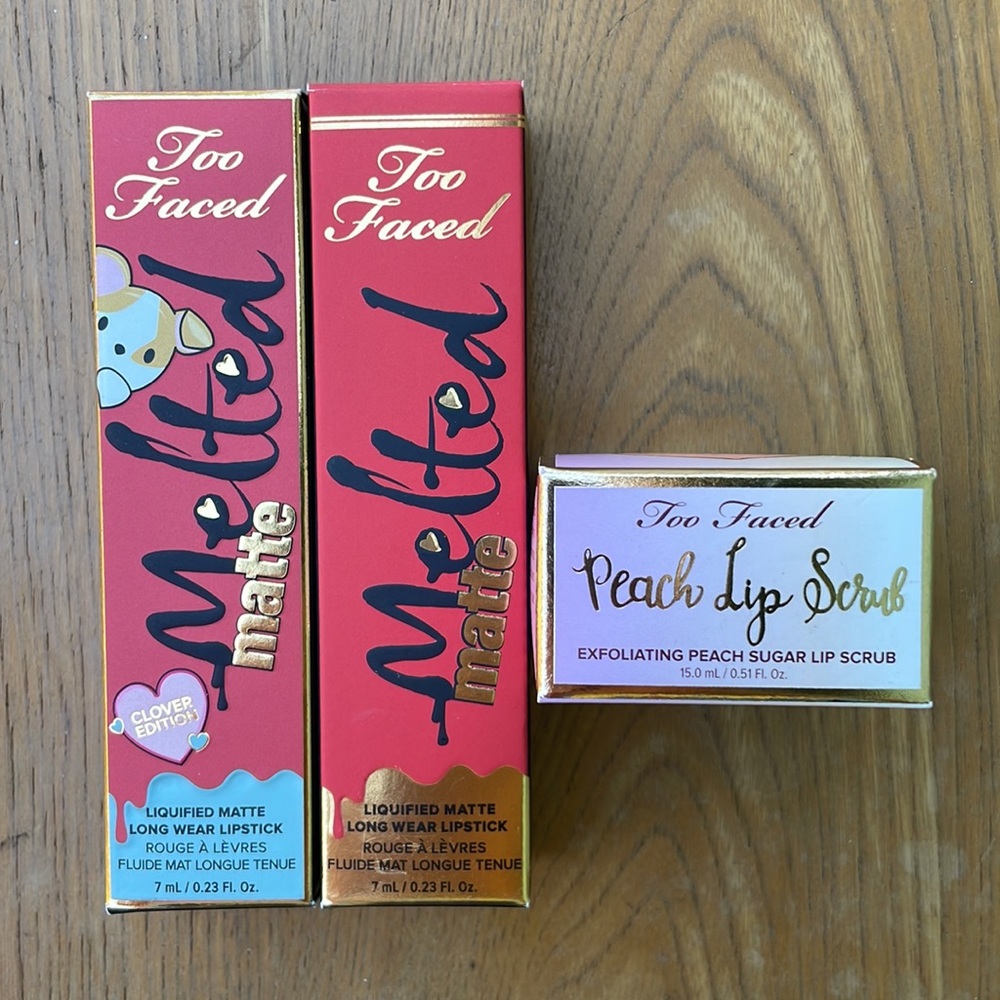 Too
Faced
Melted
matte
CLOVER
EDITION
LIQUIFIED MATTE
LONG WEAR LIPSTICK
ROUGE À LÈVRES
FLUIDE MAT LONGUE TENUE
7 mL / 0.23 Fl. Oz.
Too
Faced
Melted
matte
LIQUIFIED MATTE
LONG WEAR LIPSTICK
ROUGE À LÈVRES
FLUIDE MAT LONGUE TENUE
7 mL / 0.23 Fl. Oz.
Too Faced
Peach Lip Scrub
EXFOLIATING PEACH SUGAR LIP SCRUB
15.0 mL / 0.51 Fl. Oz.